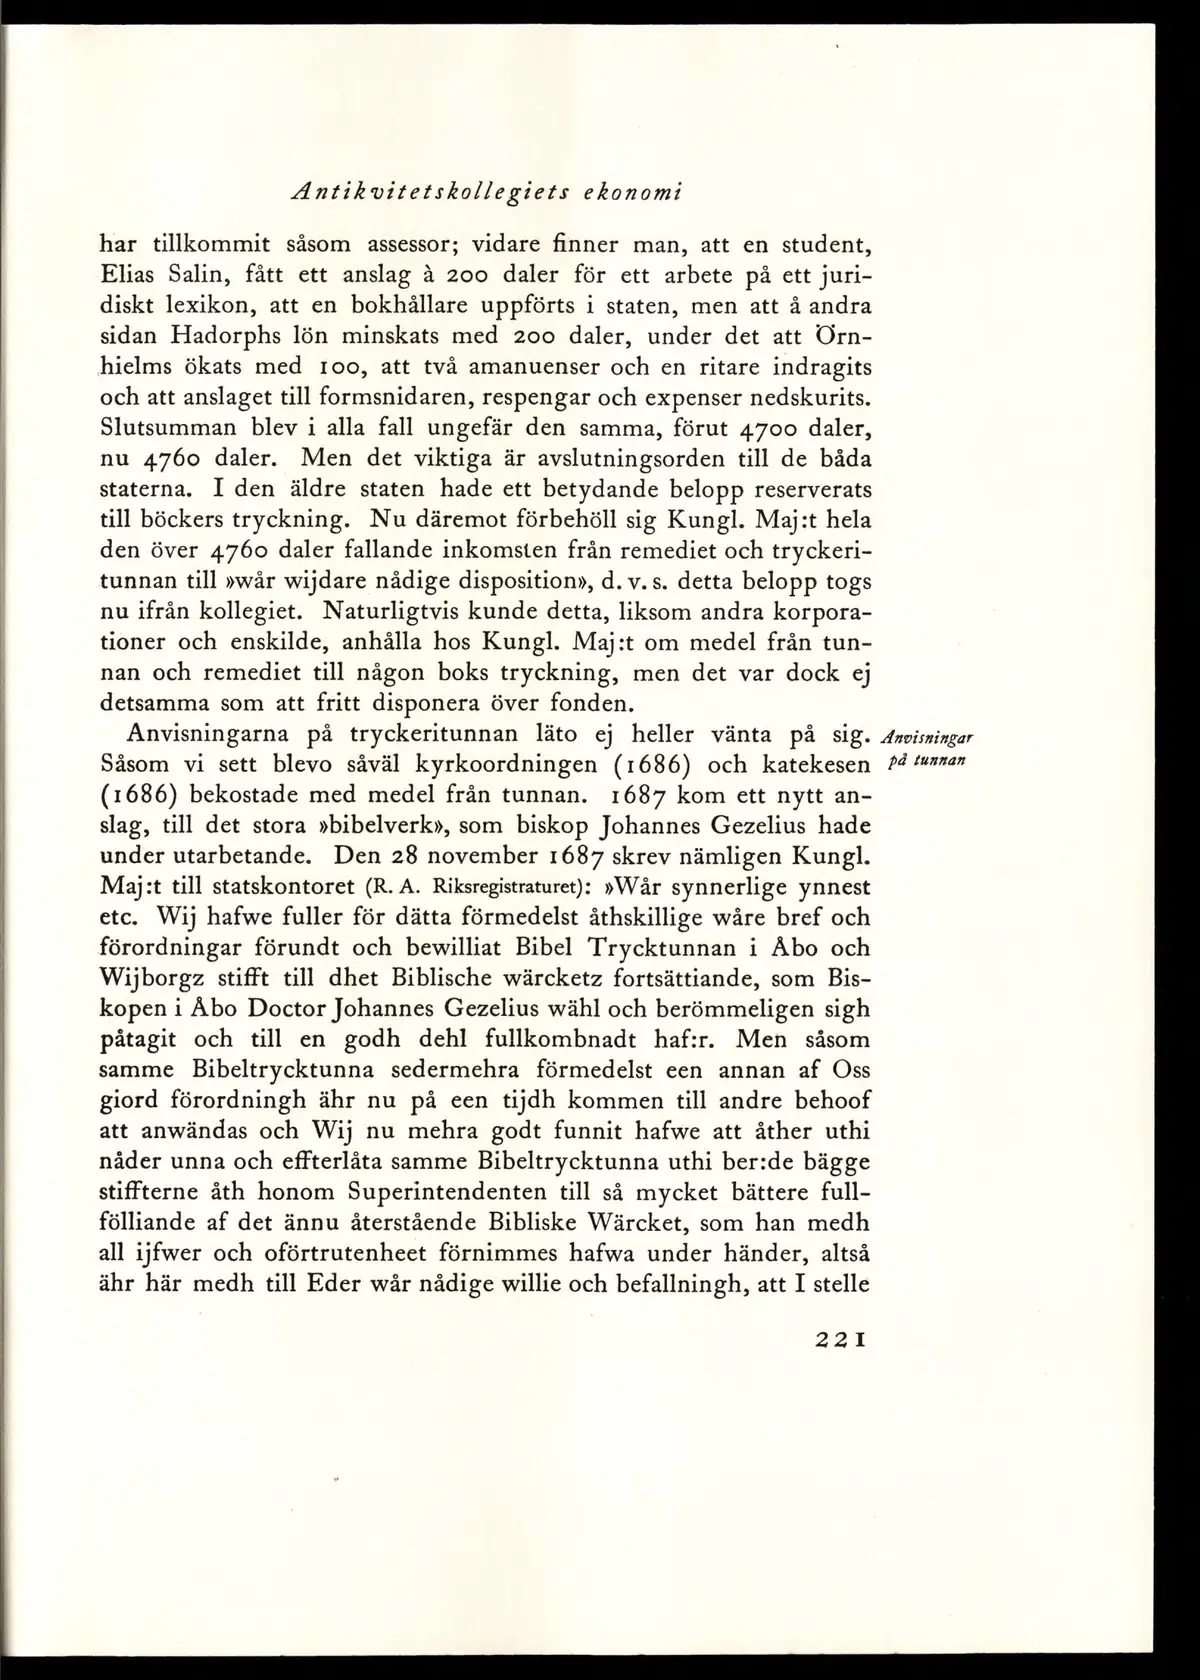 Antikvitetskollegiets ekonomi
har tillkommit såsom assessor; vidare finner man, att en student,
Elias Salin, fått ett anslag à 200 daler för ett arbete på ett juri-
diskt lexikon, att en bokhållare uppförts i staten, men att å andra
sidan Hadorphs lön minskats med 200 daler, under det att Örn-
hielms ökats med 100, att två amanuenser och en ritare indragits
och att anslaget till formsnidaren, respengar och expenser nedskurits.
Slutsumman blev i alla fall ungefär den samma, förut 4700 daler,
nu 4760 daler. Men det viktiga är avslutningsorden till de båda
staterna. I den äldre staten hade ett betydande belopp reserverats
till böckers tryckning. Nu däremot förbehöll sig Kungl. Maj:t hela
den över 4760 daler fallande inkomsten från remediet och tryckeri-
tunnan till »wår wijdare nådige disposition», d. v. s. detta belopp togs
nu ifrån kollegiet. Naturligtvis kunde detta, liksom andra korpora-
tioner och enskilde, anhålla hos Kungl. Maj:t om medel från tun-
nan och remediet till någon boks tryckning, men det var dock ej
detsamma som att fritt disponera över fonden.
Anvisningarna på tryckeritunnan läto ej heller vänta på sig. Anvisningar
Såsom vi sett blevo såväl kyrkoordningen (1686) och katekesen på tunnan
(1686) bekostade med medel från tunnan. 1687 kom ett nytt an-
slag, till det stora »bibelverk», som biskop Johannes Gezelius hade
under utarbetande. Den 28 november 1687 skrev nämligen Kungl.
Maj:t till statskontoret (R. A. Riksregistraturet): »Wår synnerlige ynnest
etc. Wij hafwe fuller för dätta förmedelst åthskillige wåre bref och
förordningar förundt och bewilliat Bibel Trycktunnan i Åbo och
Wijborgz stifft till dhet Biblische wärcketz fortsättiande, som Bis-
kopen i Åbo Doctor Johannes Gezelius wähl och berömmeligen sigh
påtagit och till en godh dehl fullkombnadt haf:r. Men såsom
samme Bibeltrycktunna sedermehra förmedelst een annan af Oss
giord förordningh ähr nu på een tijdh kommen till andre behoof
att anwändas och Wij nu mehra godt funnit hafwe att åther uthi
nåder unna och effterlåta samme Bibeltrycktunna uthi ber:de bägge
stiffterne åth honom Superintendenten till så mycket bättere full-
fölliande af det ännu återstående Bibliske Wärcket, som han medh
all ijfwer och oförtrutenheet förnimmes hafwa under händer, altså
ähr här medh till Eder wår nådige willie och befallningh, att I stelle
221